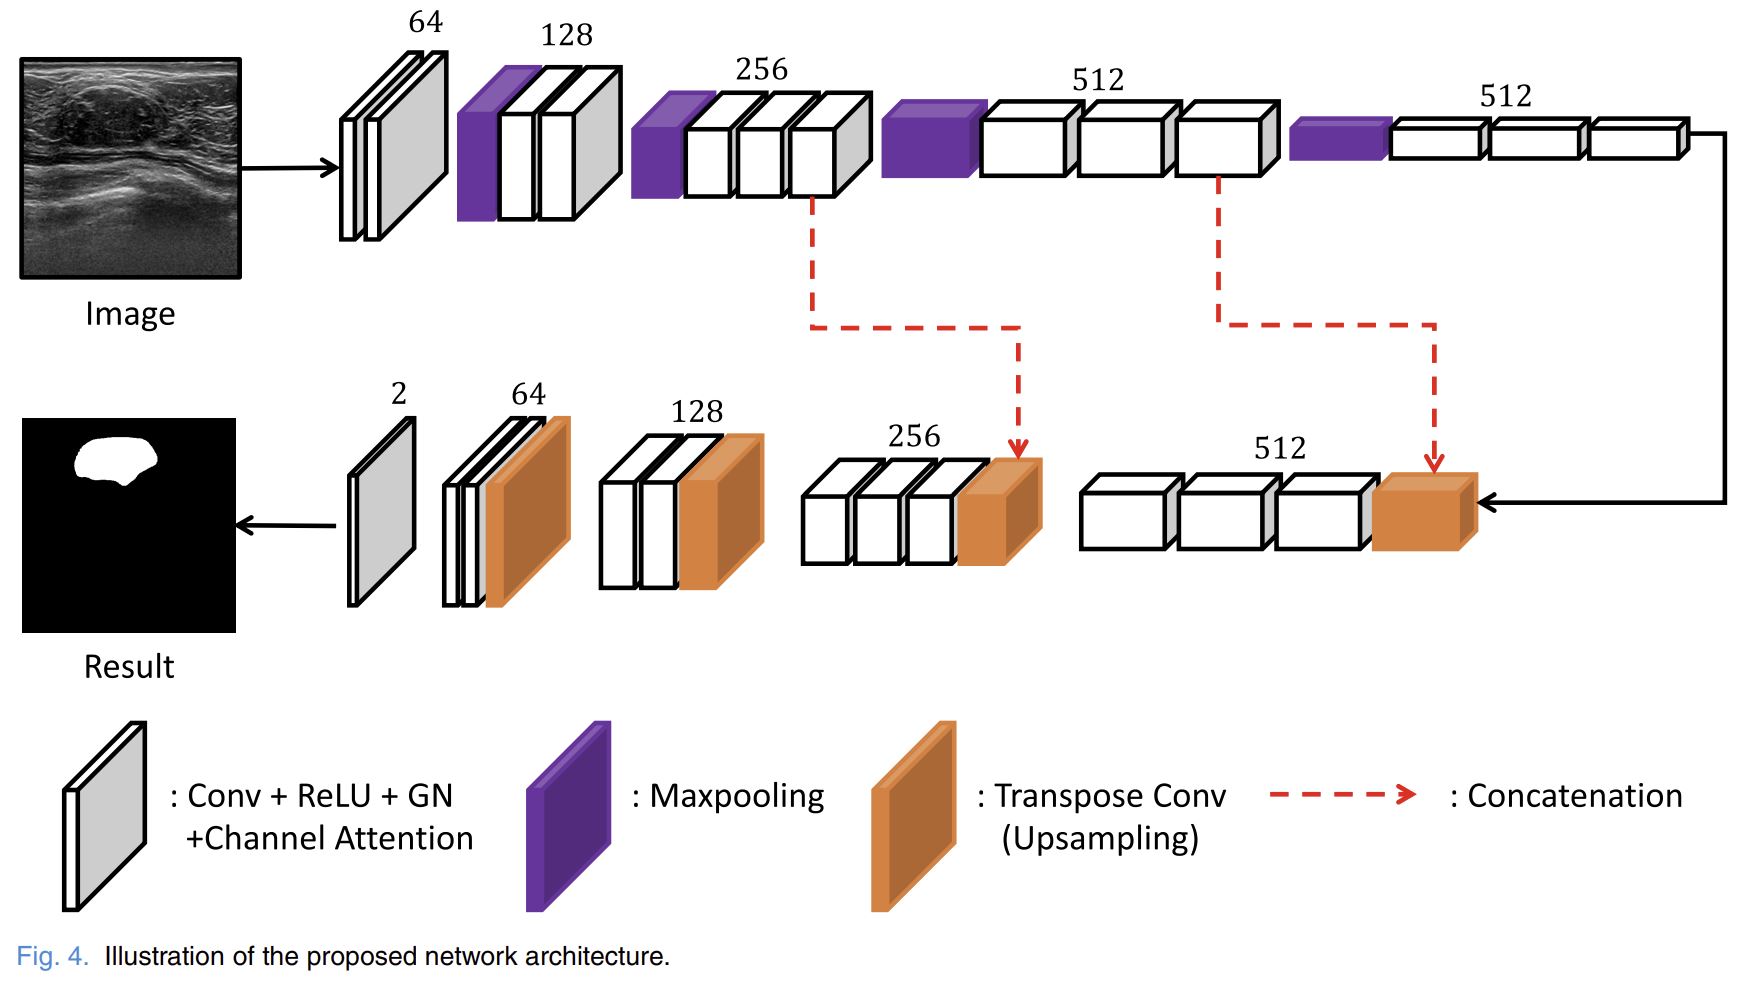 64
128
256
512
512
Image
2
64
128
256
512
Result
: Conv + ReLU + GN
+Channel Attention
: Maxpooling
: Transpose Conv
(Upsampling)
: Concatenation
Fig. 4. Illustration of the proposed network architecture.